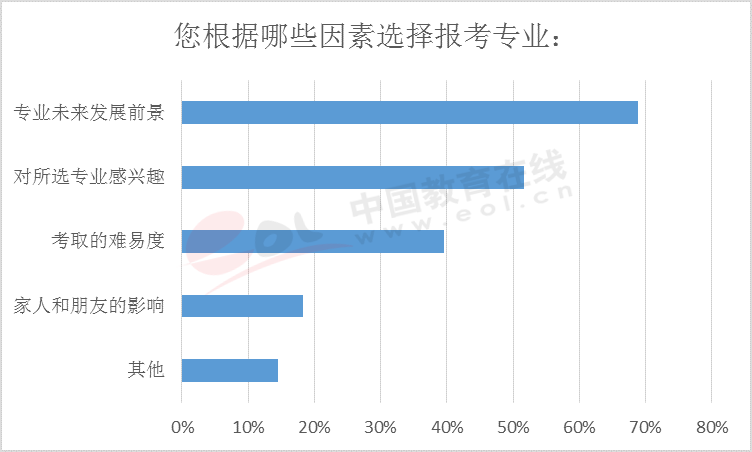 您根据哪些因素选择报考专业：
专业未来发展前景
对所选专业感兴趣
考取的难易度
家人和朋友的影响
其他
0% 10% 20% 30% 40% 50% 60% 70% 80%
eol 中国教育在线
www.eol.cn